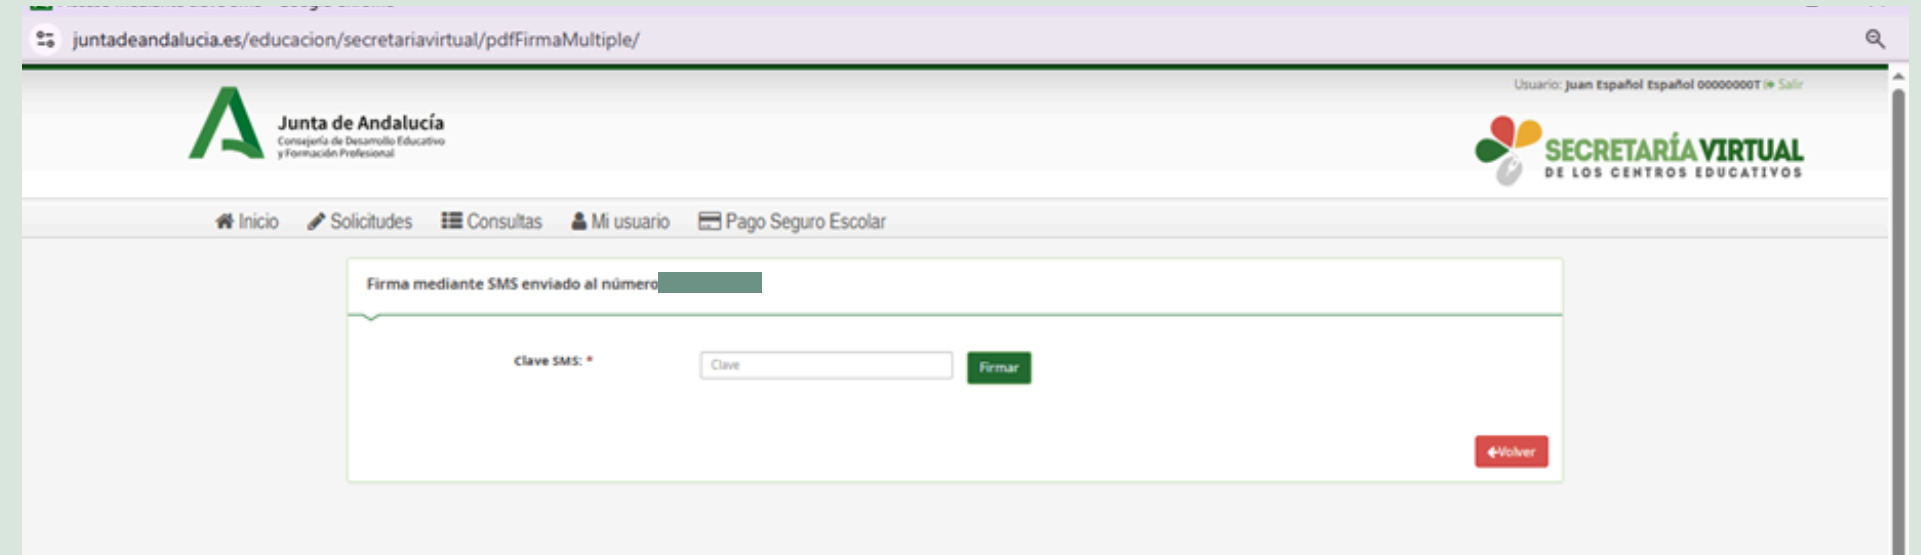 juntadeandalucia.es/educacion/secretariavirtual/pdfFirmaMultiple/
Usuario: Juan Español Español 00000000T Salir
Junta de Andalucía
Consejería de Desarrollo Educativo
y Formación Profesional
SECRETARÍA VIRTUAL
DE LOS CENTROS EDUCATIVOS
Inicio Solicitudes Consultas Mi usuario Pago Seguro Escolar
Firma mediante SMS enviado al número
Clave SMS: * Clave Firmar
Volver